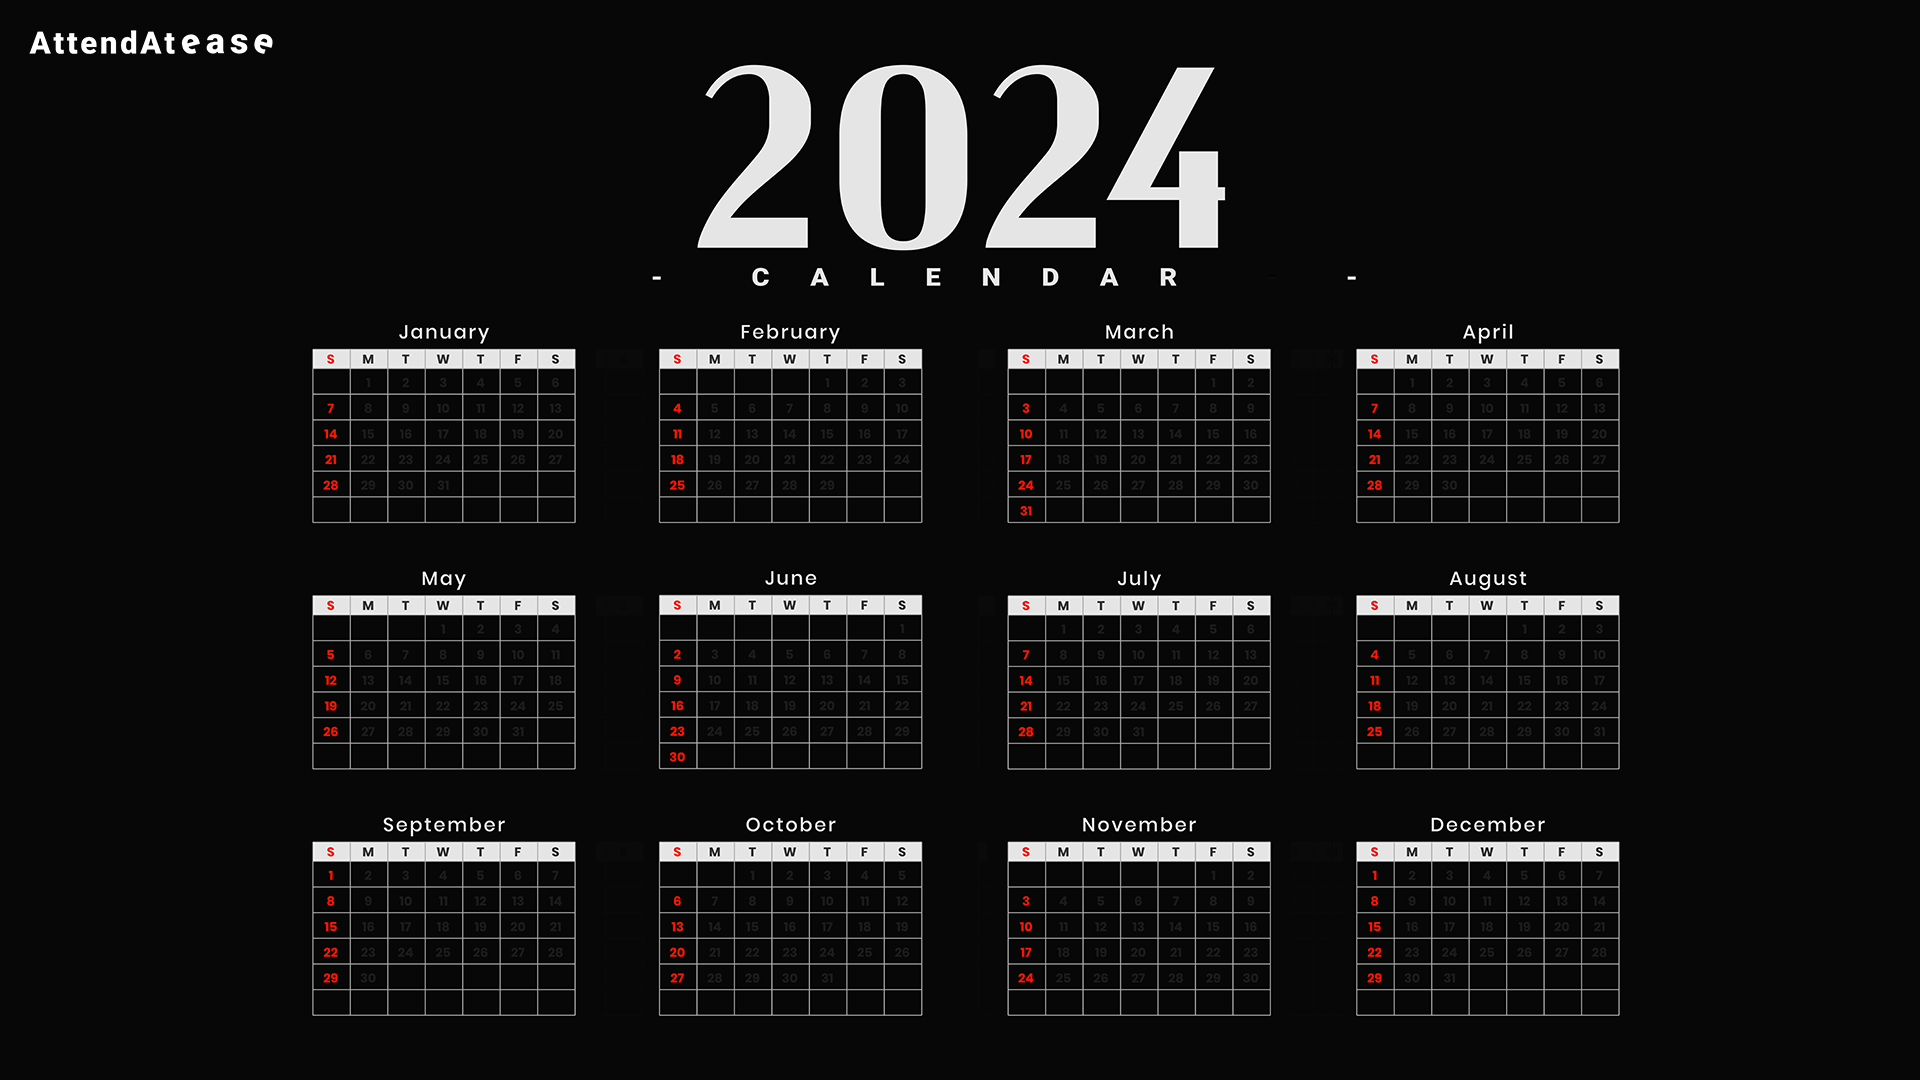 AttendAtease
2024
- CALENDAR -
January February March April
S M T W T F S S M T W T F S S M T W T F S S M T W T F S
1 2 3 4 5 6 1 2 3 1 2 1 2 3 4 5 6
7 8 9 10 11 12 13 4 5 6 7 8 9 10 3 4 5 6 7 8 9 7 8 9 10 11 12 13
14 15 16 17 18 19 20 11 12 13 14 15 16 17 10 11 12 13 14 15 16 14 15 16 17 18 19 20
21 22 23 24 25 26 27 18 19 20 21 22 23 24 17 18 19 20 21 22 23 21 22 23 24 25 26 27
28 29 30 31 25 26 27 28 29 24 25 26 27 28 29 30 28 29 30
31
May June July August
S M T W T F S S M T W T F S S M T W T F S S M T W T F S
1 2 3 4 1 1 2 3 4 5 6 1 2 3
5 6 7 8 9 10 11 2 3 4 5 6 7 8 7 8 9 10 11 12 13 4 5 6 7 8 9 10
12 13 14 15 16 17 18 9 10 11 12 13 14 15 14 15 16 17 18 19 20 11 12 13 14 15 16 17
19 20 21 22 23 24 25 16 17 18 19 20 21 22 21 22 23 24 25 26 27 18 19 20 21 22 23 24
26 27 28 29 30 31 23 24 25 26 27 28 29 28 29 30 31 25 26 27 28 29 30 31
30
September October November December
S M T W T F S S M T W T F S S M T W T F S S M T W T F S
1 2 3 4 5 6 7 1 2 3 4 5 1 2 1 2 3 4 5 6 7
8 9 10 11 12 13 14 6 7 8 9 10 11 12 3 4 5 6 7 8 9 8 9 10 11 12 13 14
15 16 17 18 19 20 21 13 14 15 16 17 18 19 10 11 12 13 14 15 16 15 16 17 18 19 20 21
22 23 24 25 26 27 28 20 21 22 23 24 25 26 17 18 19 20 21 22 23 22 23 24 25 26 27 28
29 30 27 28 29 30 31 24 25 26 27 28 29 30 29 30 31